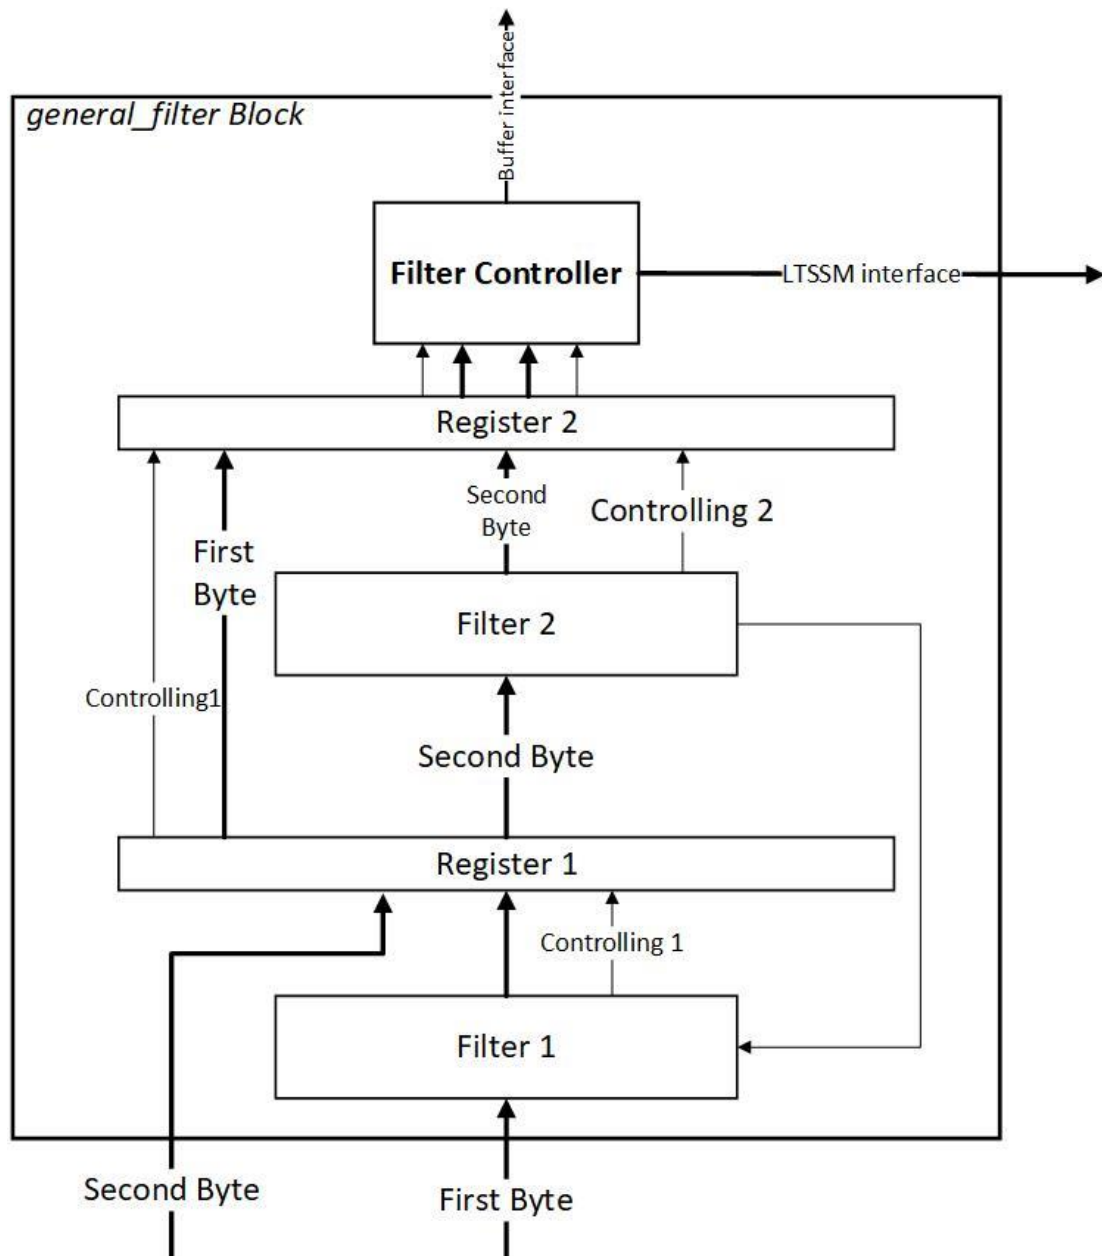 Buffer interface
general_filter Block
Filter Controller
LTSSM interface
Register 2
Second
Byte
Controlling 2
First
Byte
Filter 2
Controlling1
Second Byte
Register 1
Controlling 1
Filter 1
Second Byte
First Byte